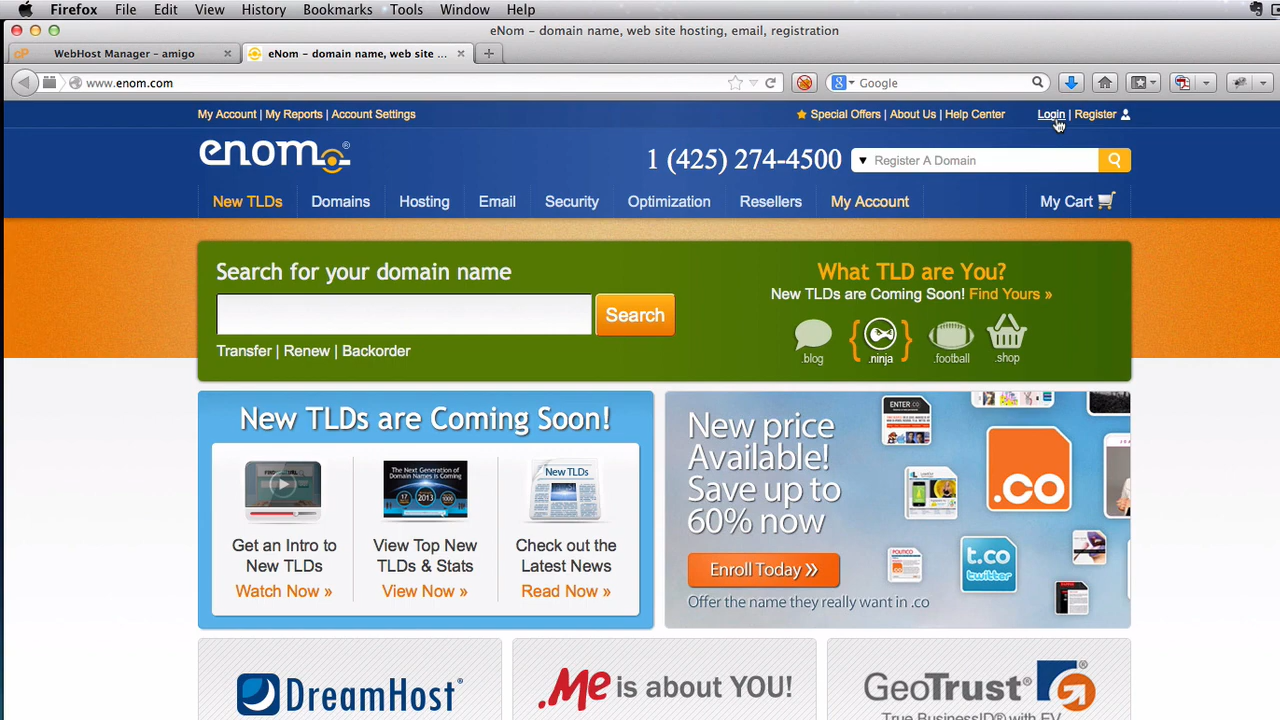 Firefox File Edit View History Bookmarks Tools Window Help
eNom – domain name, web site hosting, email, registration
WebHost Manager – amigo
eNom – domain name, web site ...
www.enom.com
Google
My Account | My Reports | Account Settings
Special Offers | About Us | Help Center
Login | Register
enom®
1 (425) 274-4500
Register A Domain
New TLDs Domains Hosting Email Security Optimization Resellers My Account My Cart
Search for your domain name
Search
Transfer | Renew | Backorder
What TLD are You?
New TLDs are Coming Soon! Find Yours »
.blog .ninja .football .shop
New TLDs are Coming Soon!
The Next Generation of
Domain Names is Coming
2013
New TLDs
Get an Intro to
New TLDs
Watch Now »
View Top New
TLDs & Stats
View Now »
Check out the
Latest News
Read Now »
New price
Available!
Save up to
60% now
Enroll Today »
Offer the name they really want in .co
ENTER.CO
.co
POLITICO
t.co
twitter
DreamHost
.Me is about YOU!
GeoTrust®
True BusinessID® with EV